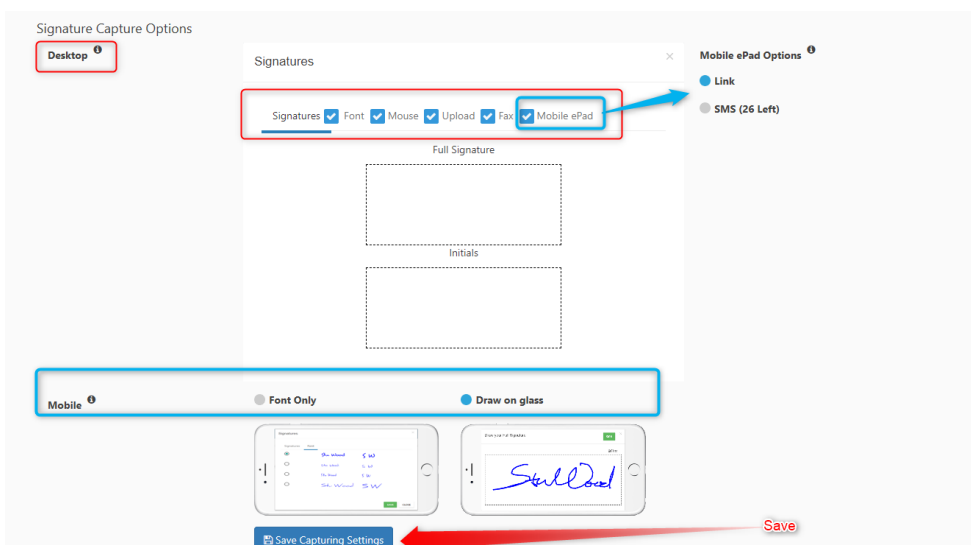 Signature Capture Options
Desktop
Signatures
×
Mobile ePad Options
Link
Signatures Font Mouse Upload Fax Mobile ePad
SMS (26 Left)
Full Signature
Initials
Mobile
Font Only
Draw on glass
Signatures
S W
S W
S W
S W
Save
Save Capturing Settings